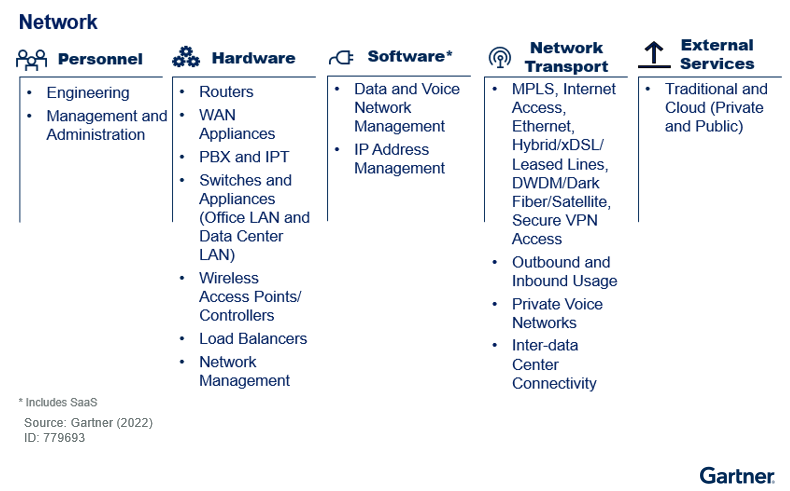 Network
Personnel
• Engineering
• Management and
Administration
Hardware
• Routers
• WAN
Appliances
• PBX and IPT
• Switches and
Appliances
(Office LAN and
Data Center
LAN)
• Wireless
Access Points/
Controllers
• Load Balancers
• Network
Management
Software*
• Data and Voice
Network
Management
• IP Address
Management
Network
Transport
• MPLS, Internet
Access,
Ethernet,
Hybrid/xDSL/
Leased Lines,
DWDM/Dark
Fiber/Satellite,
Secure VPN
Access
• Outbound and
Inbound Usage
• Private Voice
Networks
• Inter-data
Center
Connectivity
External
Services
• Traditional and
Cloud (Private
and Public)
* Includes SaaS
Source: Gartner (2022)
ID: 779693
Gartner